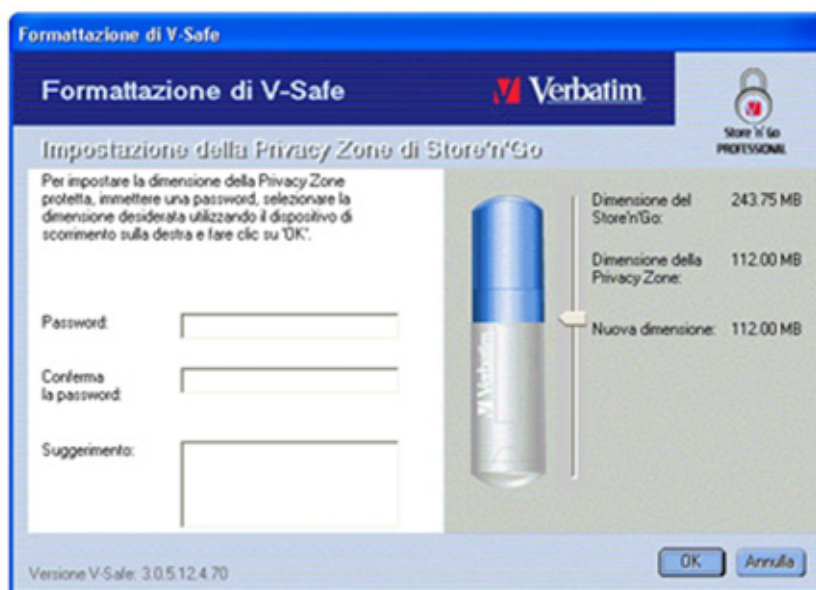 Formattazione di V-Safe
Formattazione di V-Safe
Verbatim
Store 'n' Go
PROFESSIONAL
Impostazione della Privacy Zone di Store'n'Go
Per impostare la dimensione della Privacy Zone
protetta, immettere una password, selezionare la
dimensione desiderata utilizzando il dispositivo di
scorrimento sulla destra e fare clic su "OK".
Password:
Conferma
la password:
Suggerimento:
Verbatim
Dimensione del
Store'n'Go:
243.75 MB
Dimensione della
Privacy Zone:
112.00 MB
Nuova dimensione:
112.00 MB
Versione V-Safe: 3.0.5.12.4.70
OK
Annulla